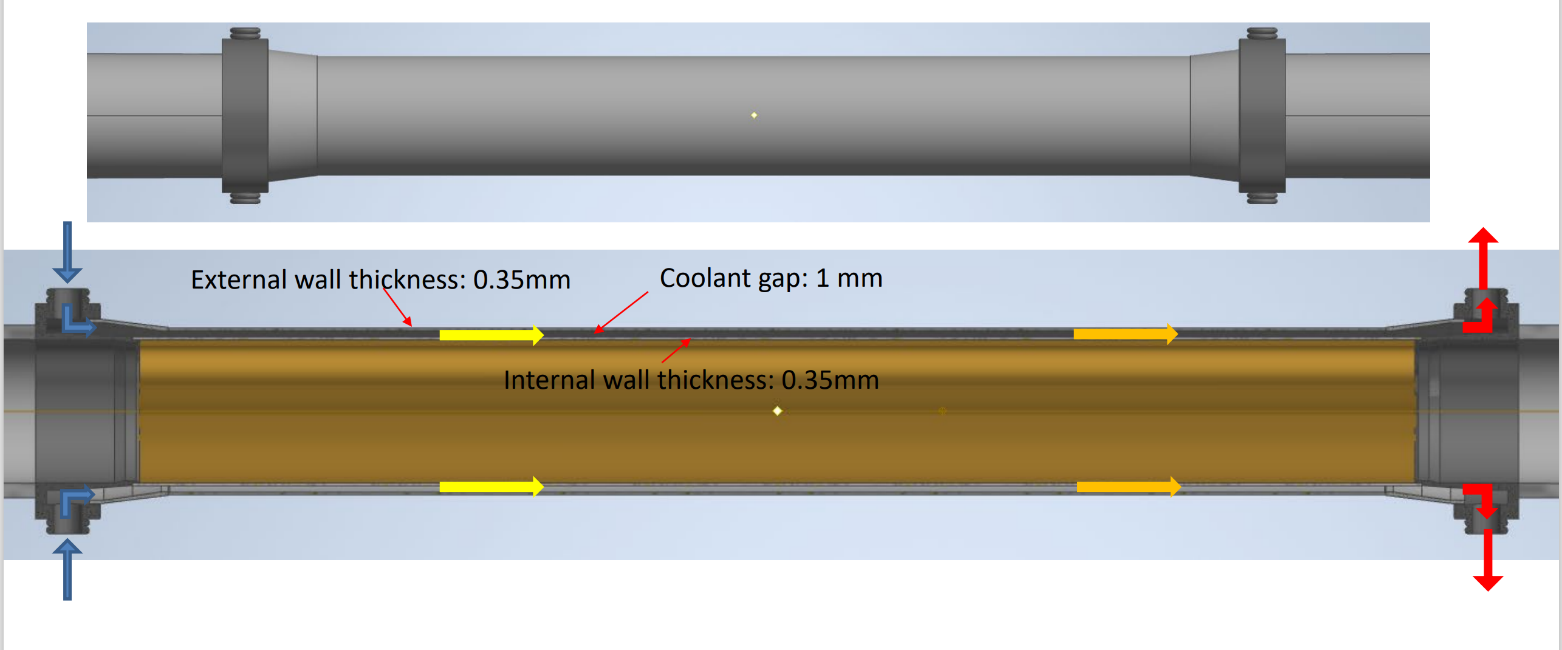 External wall thickness: 0.35mm
Coolant gap: 1 mm
Internal wall thickness: 0.35mm